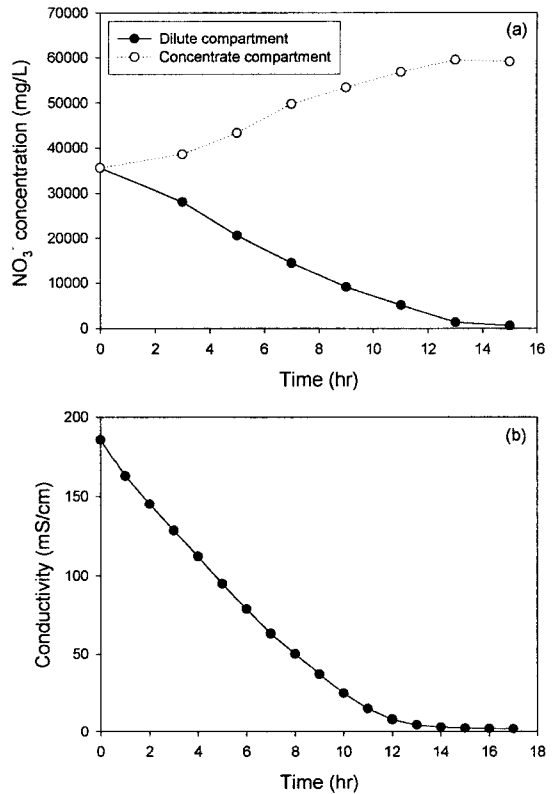 (a)
Dilute compartment
Concentrate compartment
NO3- concentration (mg/L)
70000
60000
50000
40000
30000
20000
10000
0
0 2 4 6 8 10 12 14 16
Time (hr)
(b)
Conductivity (mS/cm)
200
150
100
50
0
0 2 4 6 8 10 12 14 16 18
Time (hr)